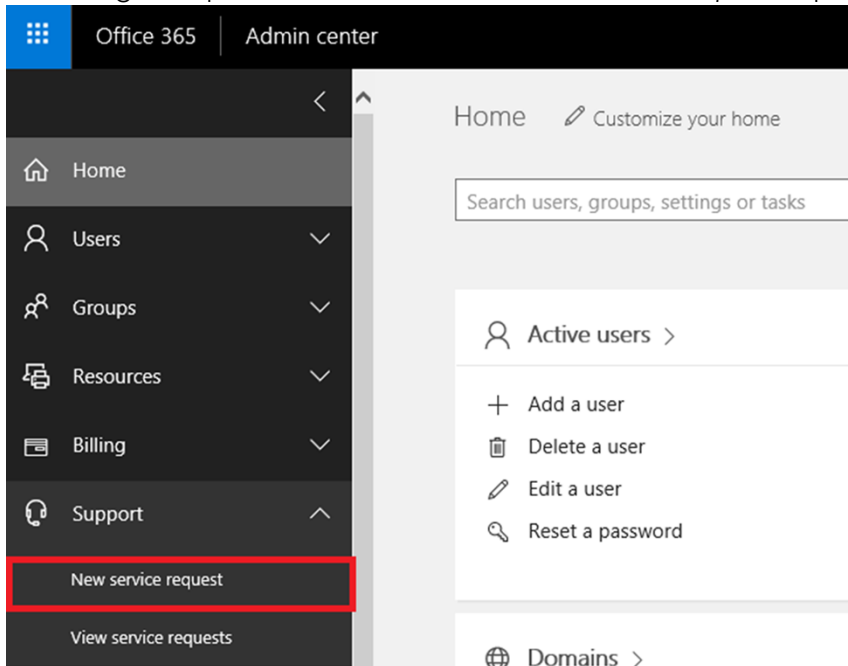 Office 365 Admin center
Home Customize your home
Home
Search users, groups, settings or tasks
Users
Groups
Active users >
Resources
Add a user
Billing
Delete a user
Edit a user
Support
Reset a password
New service request
View service requests
Domains >